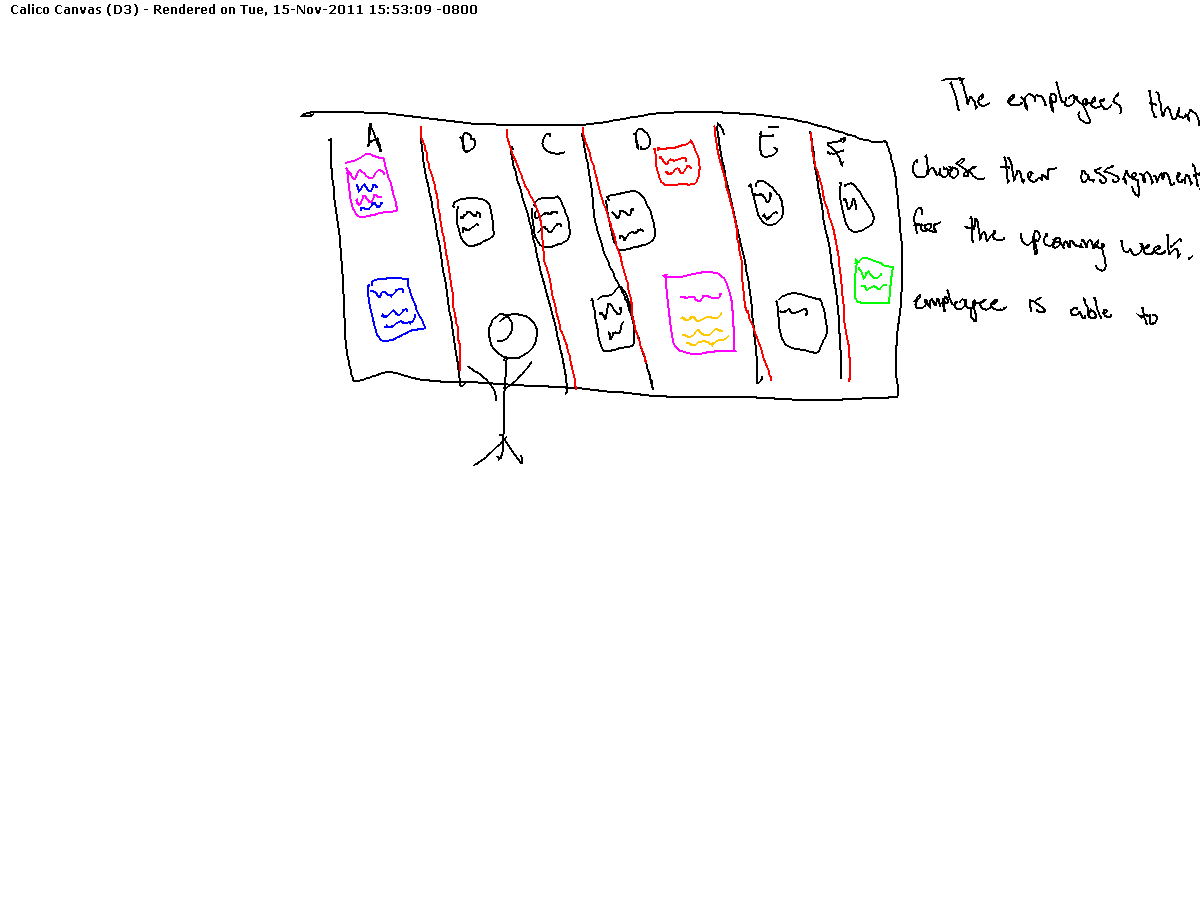 Calico Canvas (D3) - Rendered on Tue, 15-Nov-2011 15:53:09 -0800
A B C D E F
The employees then
choose their assignment
for the upcoming week.
employee is able to